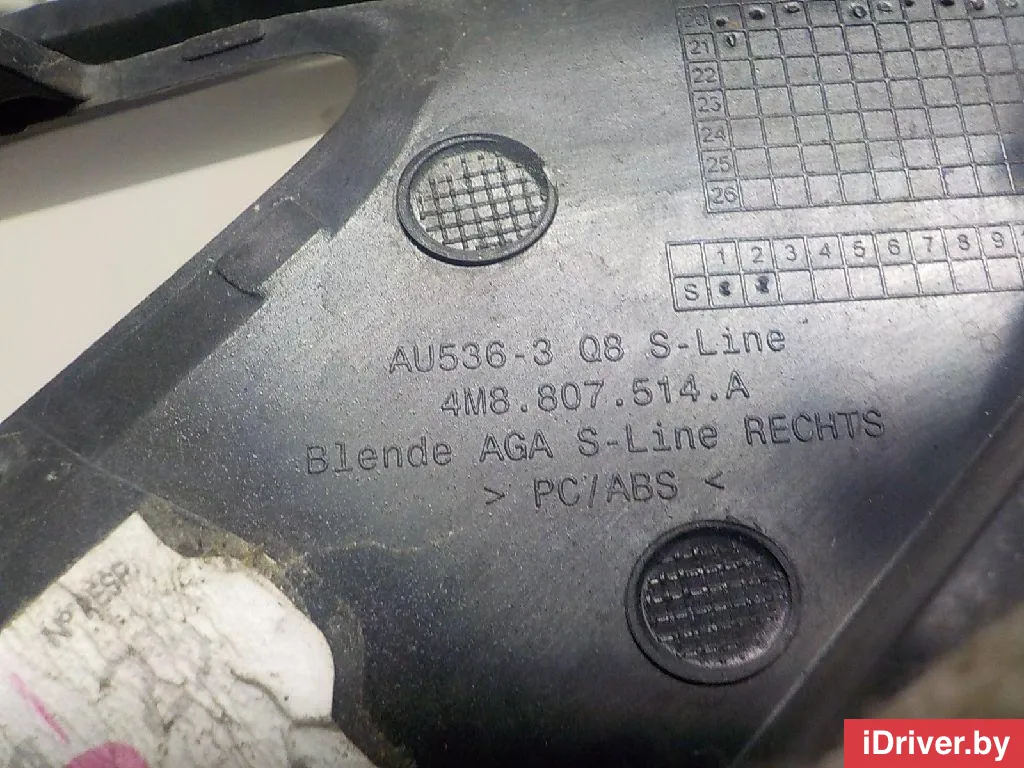 20
21
22
23
24
25
26
1 2 3 4 5 6 7 8 9
S
AU536-3 Q8 S-Line
4M8.807.514.A
Blende AGA S-Line RECHTS
> PC/ABS <
iDriver.by